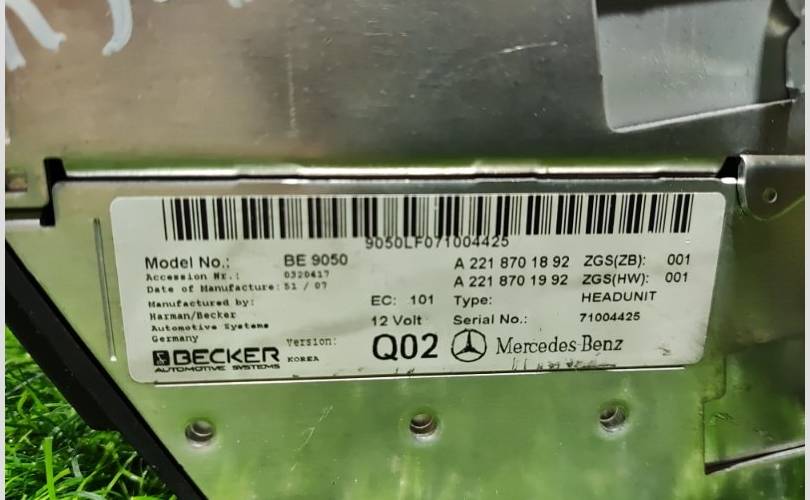 9050LF071004425
Model No.: BE 9050
A 221 870 18 92 ZGS(ZB): 001
Accession Nr.: 0320417
A 221 870 19 92 ZGS(HW): 001
Date of Manufacture: 51 / 07
Manufactured by:
EC: 101 Type: HEADUNIT
Harman/Becker
12 Volt Serial No.: 71004425
Automotive Systems
Germany
Version:
KOREA
Q02 Mercedes-Benz
BECKER
AUTOMOTIVE SYSTEMS